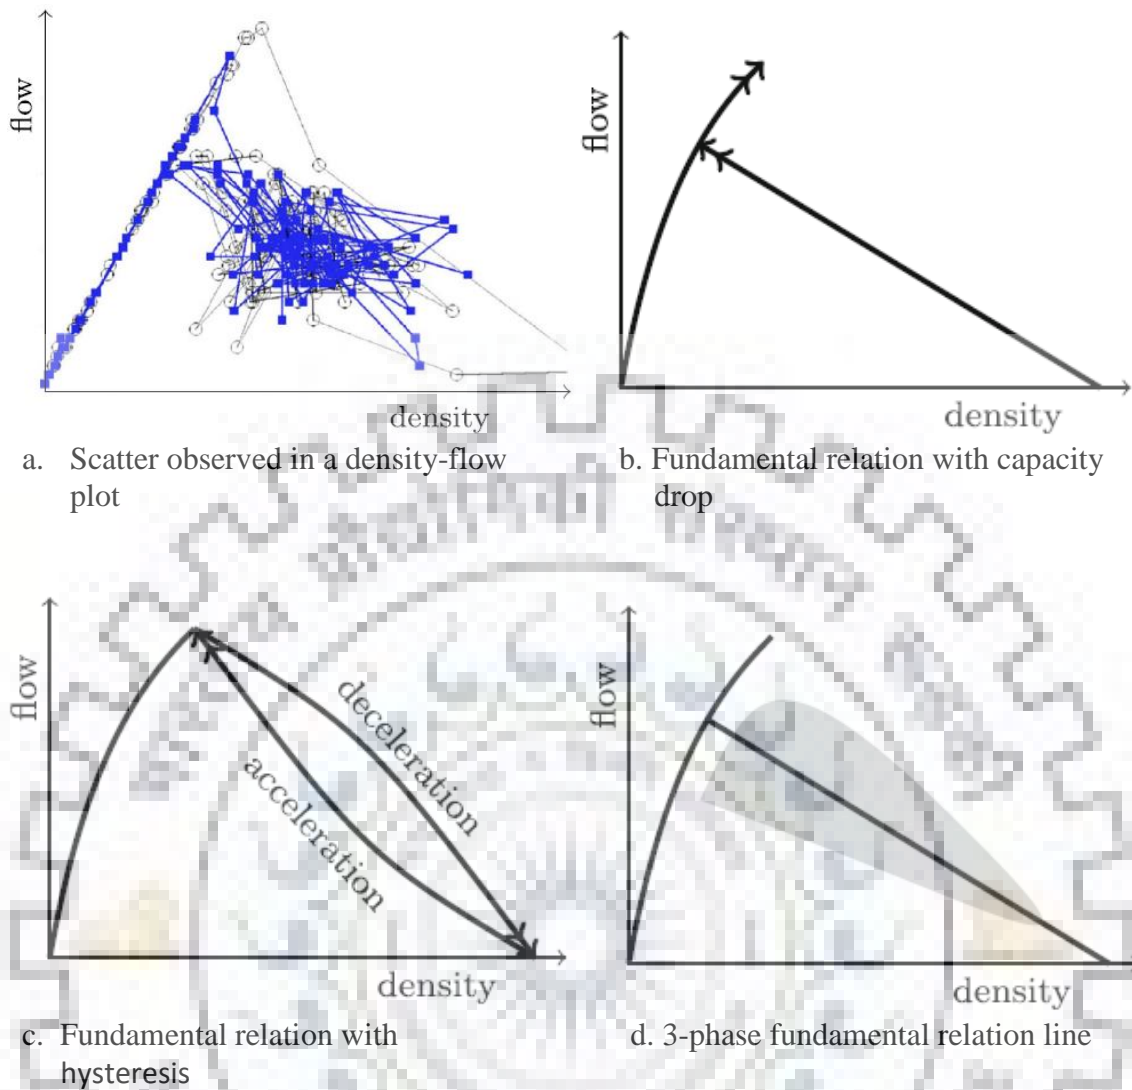 flow
density
flow
density
a. Scatter observed in a density-flow
plot
b. Fundamental relation with capacity
drop
flow
deceleration
acceleration
density
flow
density
c. Fundamental relation with
hysteresis
d. 3-phase fundamental relation line